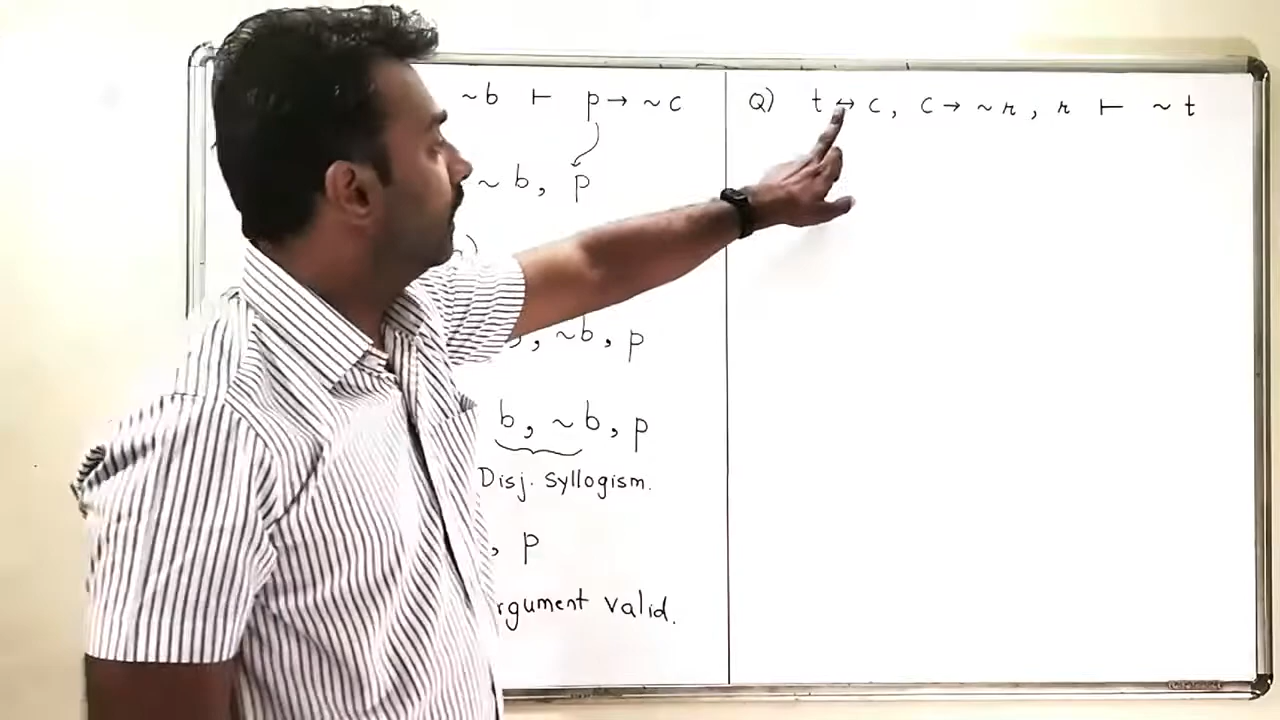 ~b ⊢ p → ~c
~b, p
, ~b, p
b, ~b, p
Disj. syllogism.
, p
rgument valid.
Q) t ↔ c, c → ~r, r ⊢ ~t